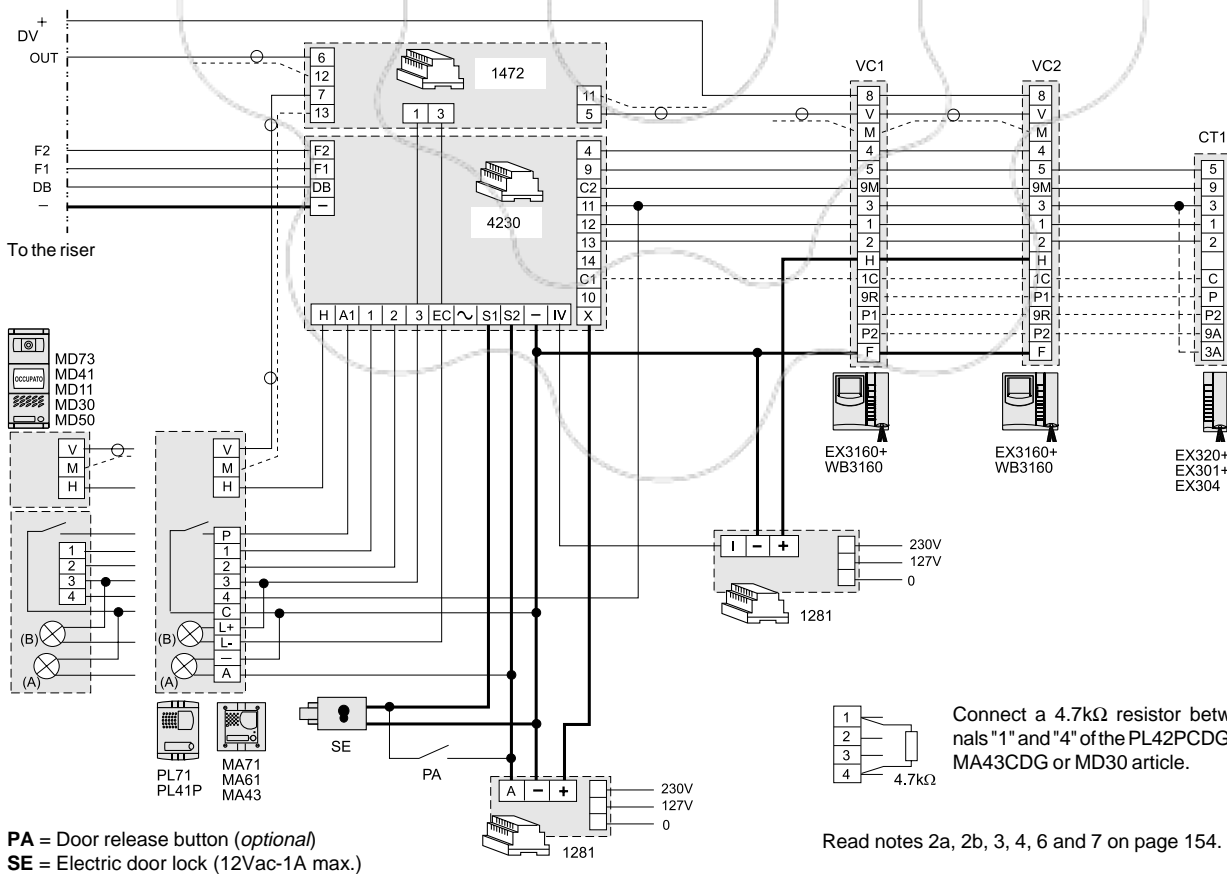 DV +
OUT
F2
F1
DB
–
To the riser
6
12
7
13
1472
1 3
11
5
F2
F1
DB
–
4230
4
9
C2
11
12
13
14
C1
10
X
H A1 1 2 3 EC ~ S1 S2 – IV
VC1
8
V
M
4
5
9M
3
1
2
H
1C
9R
P1
P2
F
EX3160+
WB3160
VC2
8
V
M
4
5
9M
3
1
2
H
1C
P1
9R
P2
F
EX3160+
WB3160
CT1
5
9
3
1
2
C
P
P2
9A
3A
EX320+
EX301+
EX304
OCCUPATO
MD73
MD41
MD11
MD30
MD50
V
M
H
1
2
3
4
(B)
(A)
V
M
H
P
1
2
3
4
C
L+
L-
–
A
(B)
(A)
PL71
PL41P
MA71
MA61
MA43
SE
PA
I – +
230V
127V
0
1281
A – +
230V
127V
0
1281
1
2
3
4
4.7kΩ
Connect a 4.7kΩ resistor betw
nals "1" and "4" of the PL42PCDG
MA43CDG or MD30 article.
PA = Door release button (optional)
SE = Electric door lock (12Vac-1A max.)
Read notes 2a, 2b, 3, 4, 6 and 7 on page 154.